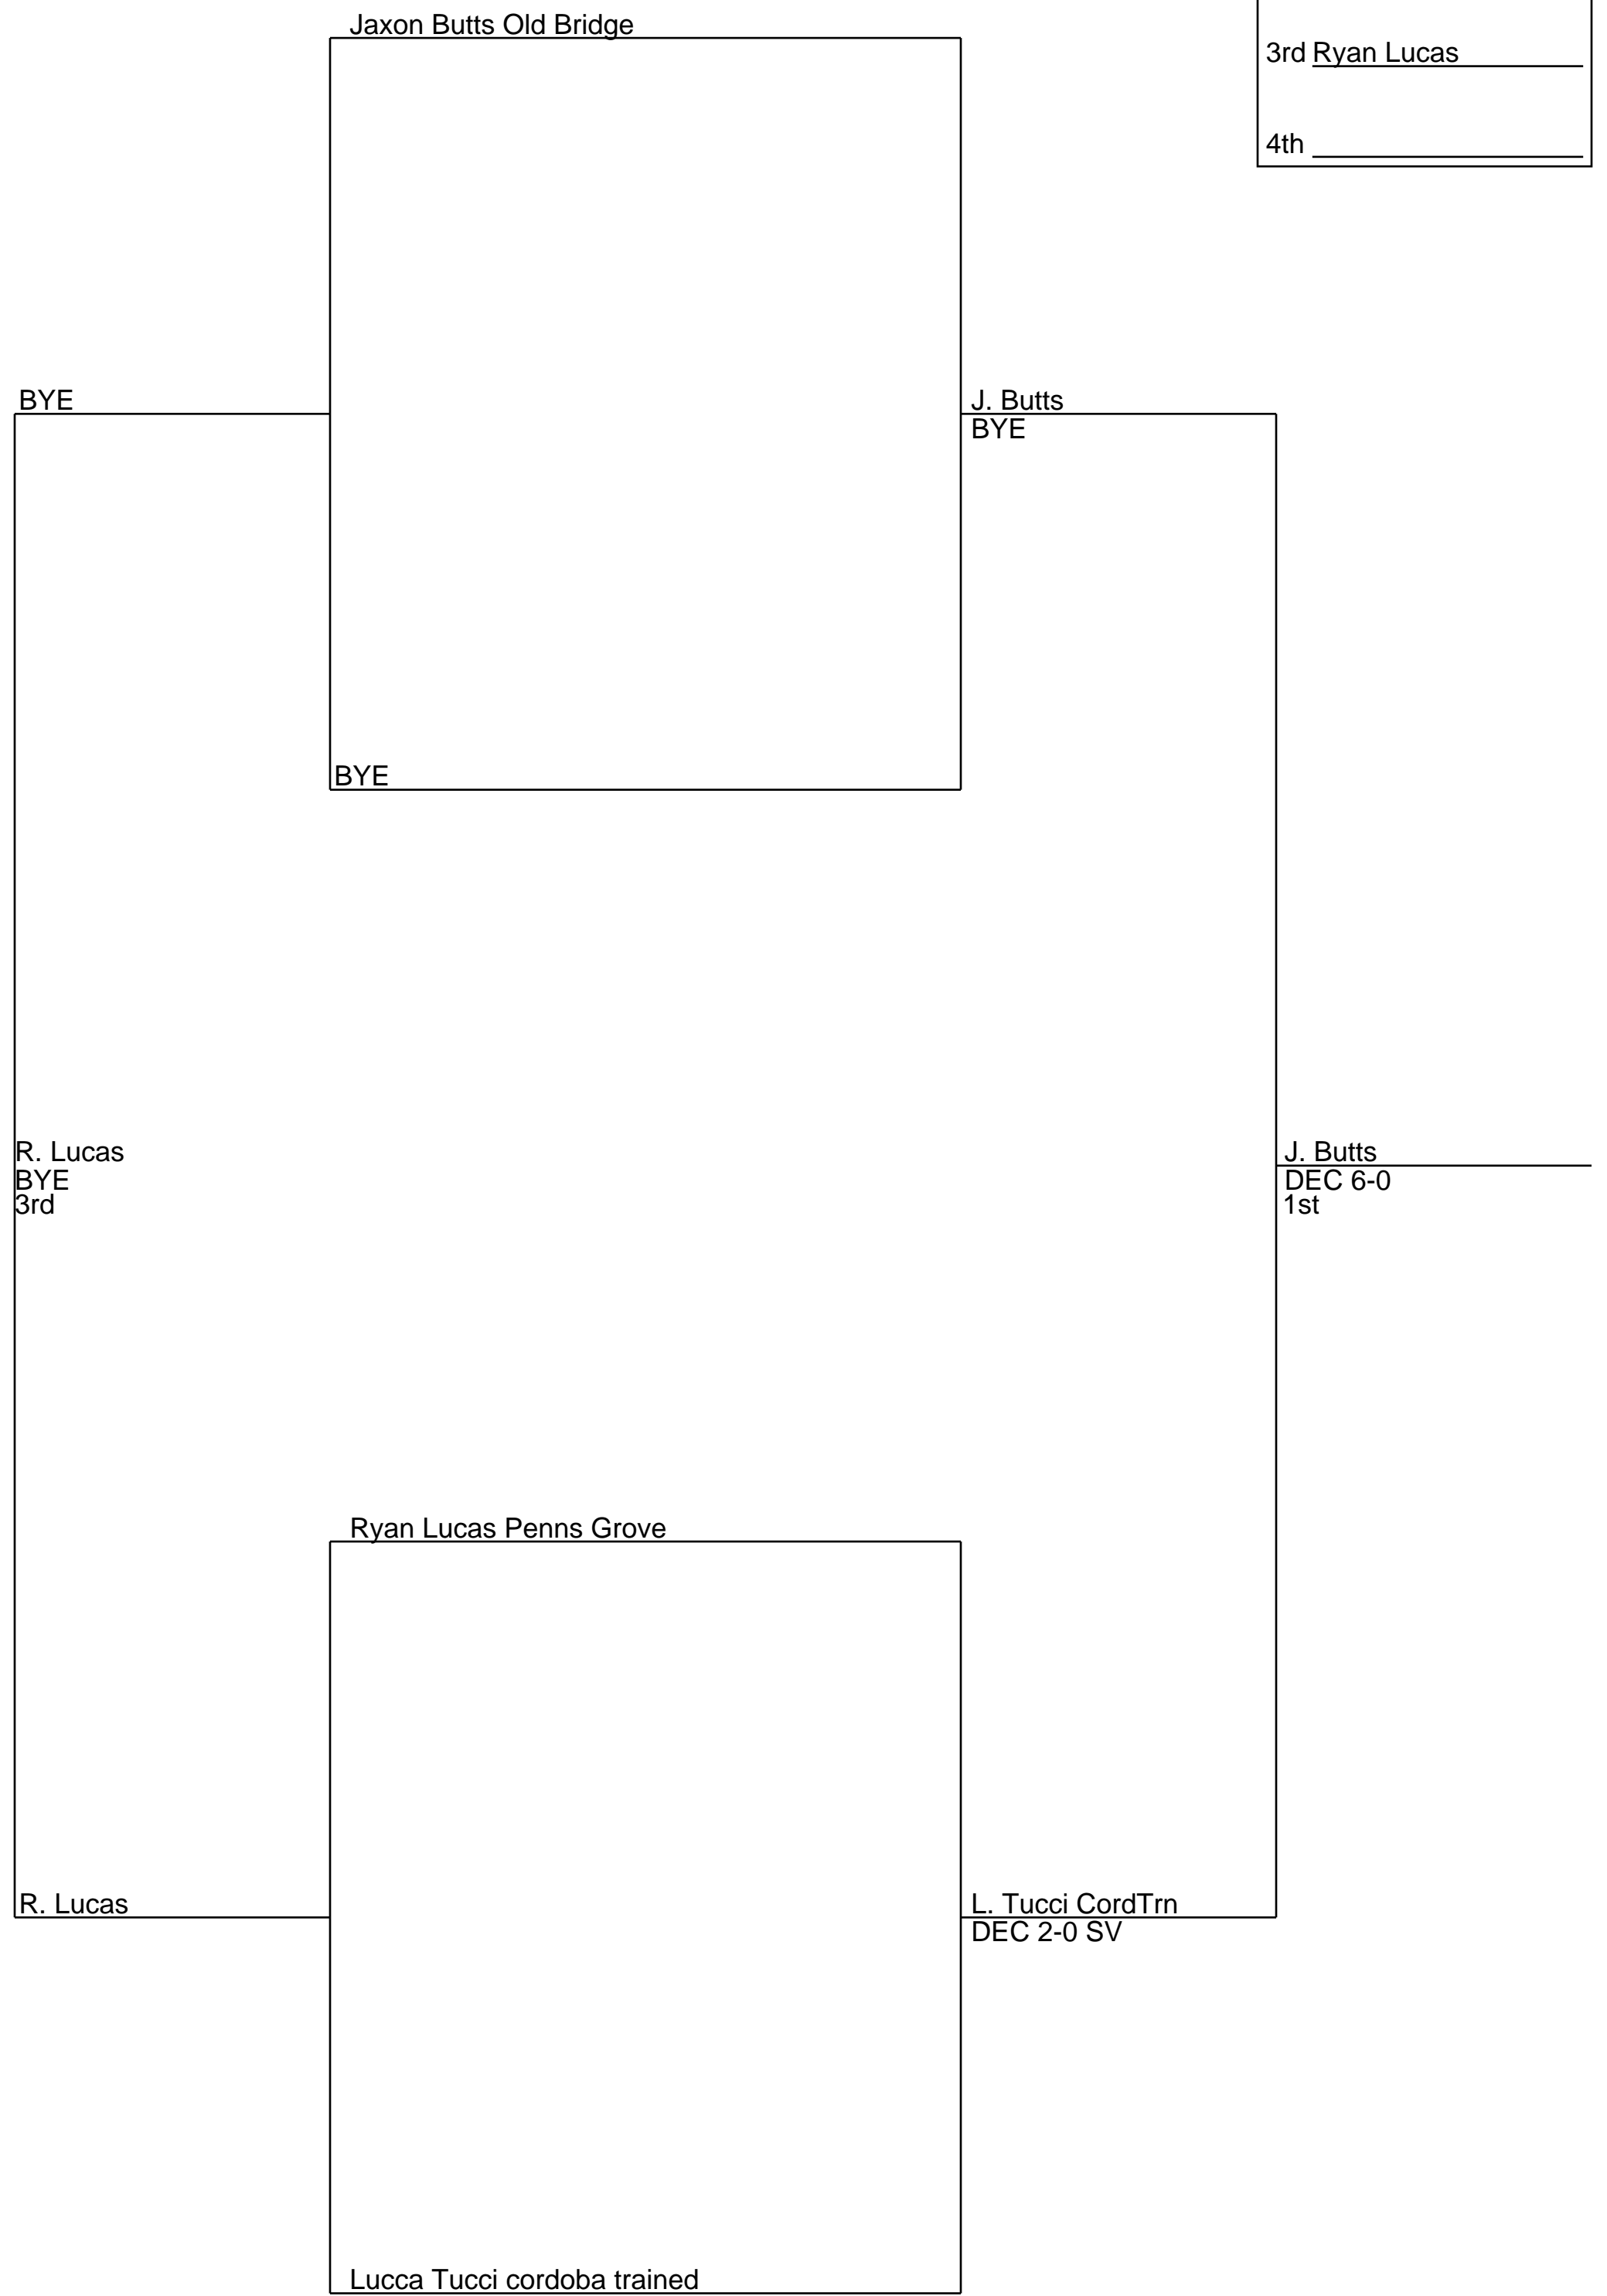 Jaxon Butts Old Bridge
3rd Ryan Lucas
4th
BYE
J. Butts
BYE
BYE
R. Lucas
BYE
3rd
J. Butts
DEC 6-0
1st
Ryan Lucas Penns Grove
R. Lucas
L. Tucci CordTrn
DEC 2-0 SV
Lucca Tucci cordoba trained